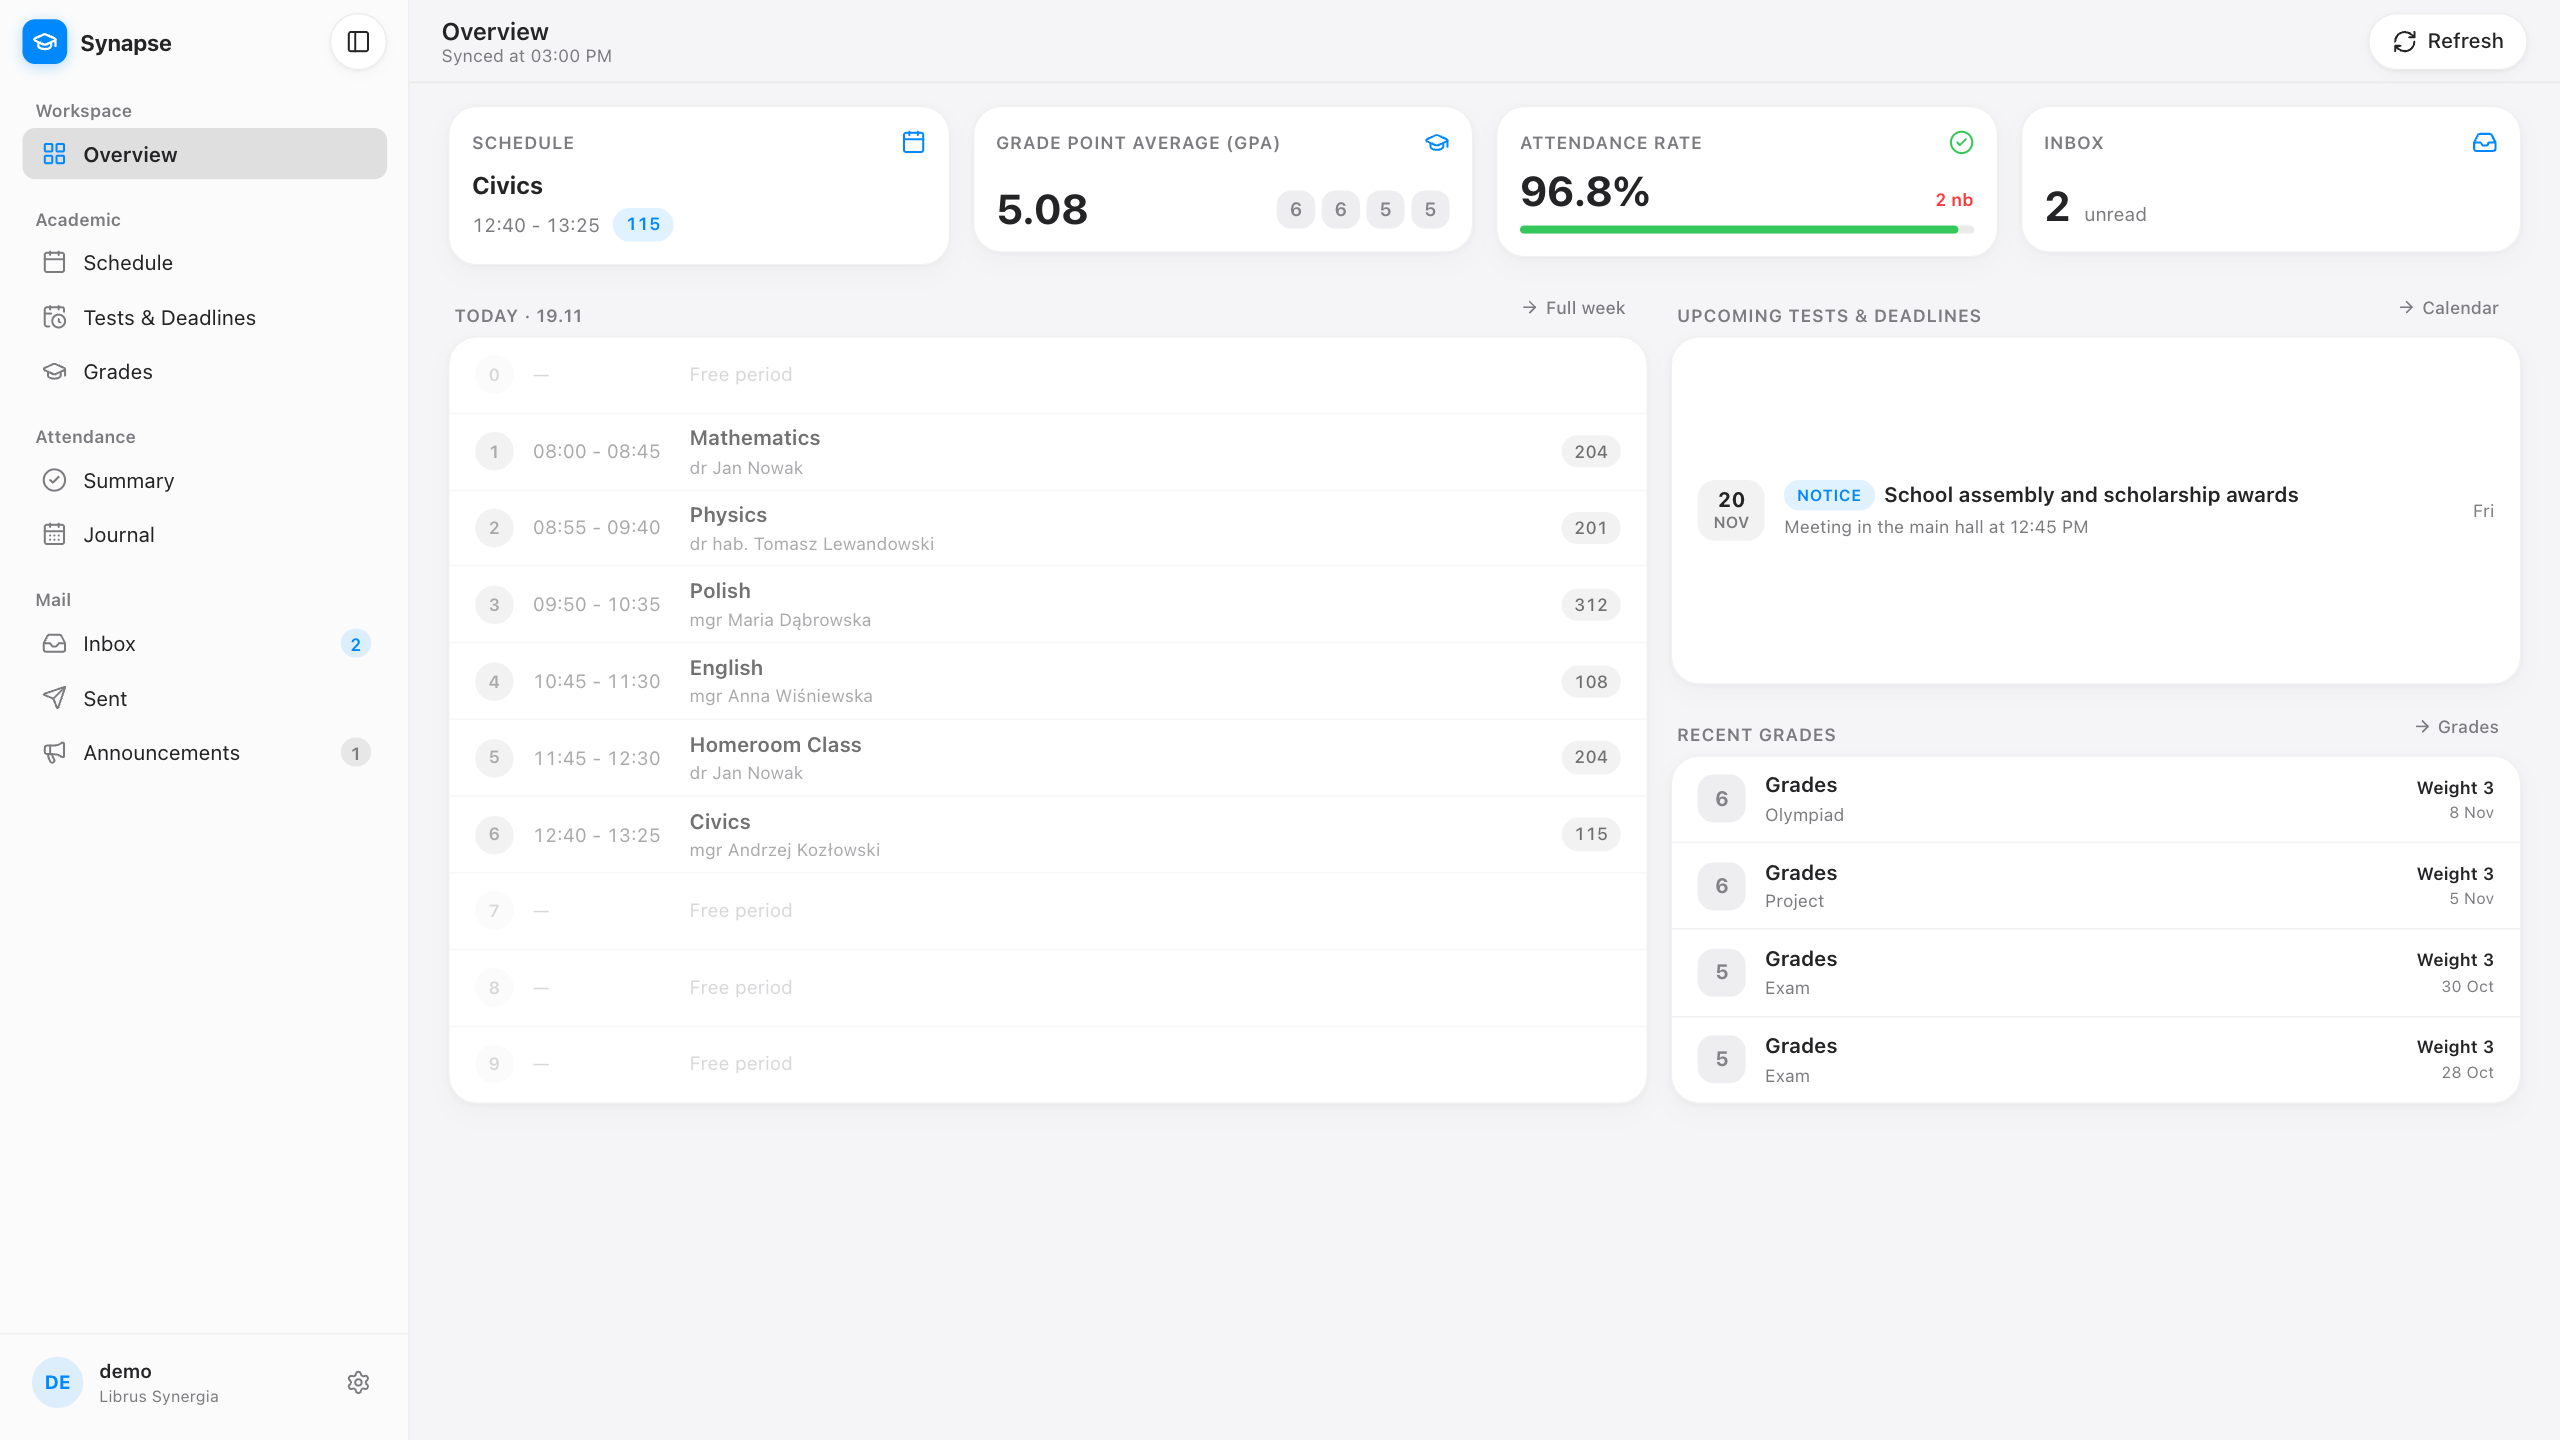 Synapse
Workspace
Overview
Academic
Schedule
Tests & Deadlines
Grades
Attendance
Summary
Journal
Mail
Inbox 2
Sent
Announcements 1
DE
demo
Librus Synergia
Overview
Synced at 03:00 PM
Refresh
SCHEDULE
Civics
12:40 - 13:25 115
GRADE POINT AVERAGE (GPA)
5.08 6 6 5 5
ATTENDANCE RATE
96.8% 2 nb
INBOX
2 unread
TODAY · 19.11 → Full week
0 — Free period
1 08:00 - 08:45 Mathematics 204
dr Jan Nowak
2 08:55 - 09:40 Physics 201
dr hab. Tomasz Lewandowski
3 09:50 - 10:35 Polish 312
mgr Maria Dąbrowska
4 10:45 - 11:30 English 108
mgr Anna Wiśniewska
5 11:45 - 12:30 Homeroom Class 204
dr Jan Nowak
6 12:40 - 13:25 Civics 115
mgr Andrzej Kozłowski
7 — Free period
8 — Free period
9 — Free period
UPCOMING TESTS & DEADLINES → Calendar
20 NOV
NOTICE School assembly and scholarship awards
Meeting in the main hall at 12:45 PM
Fri
RECENT GRADES → Grades
6 Grades Weight 3
Olympiad 8 Nov
6 Grades Weight 3
Project 5 Nov
5 Grades Weight 3
Exam 30 Oct
5 Grades Weight 3
Exam 28 Oct